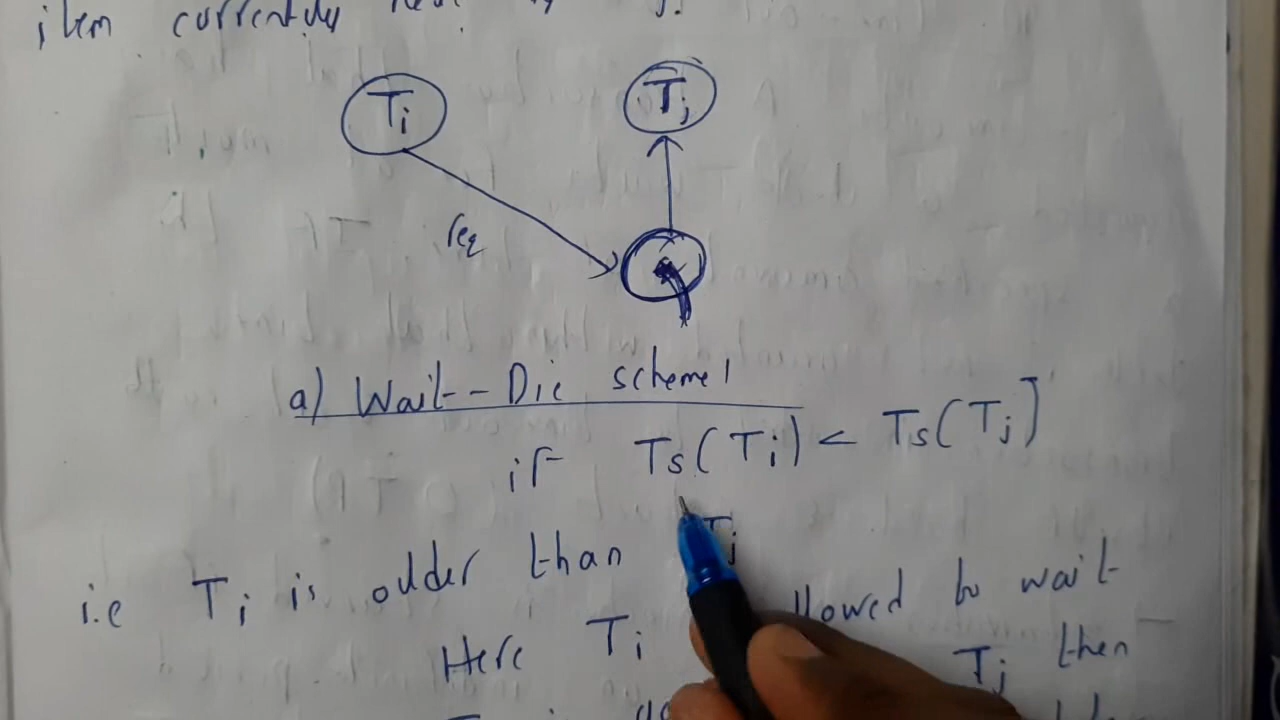 item currently
Ti Tj
req
a) Wait-Die scheme
if Ts(Ti) < Ts(Tj)
i.e Ti is older than Tj
Here Ti llowed to wait
Tj then